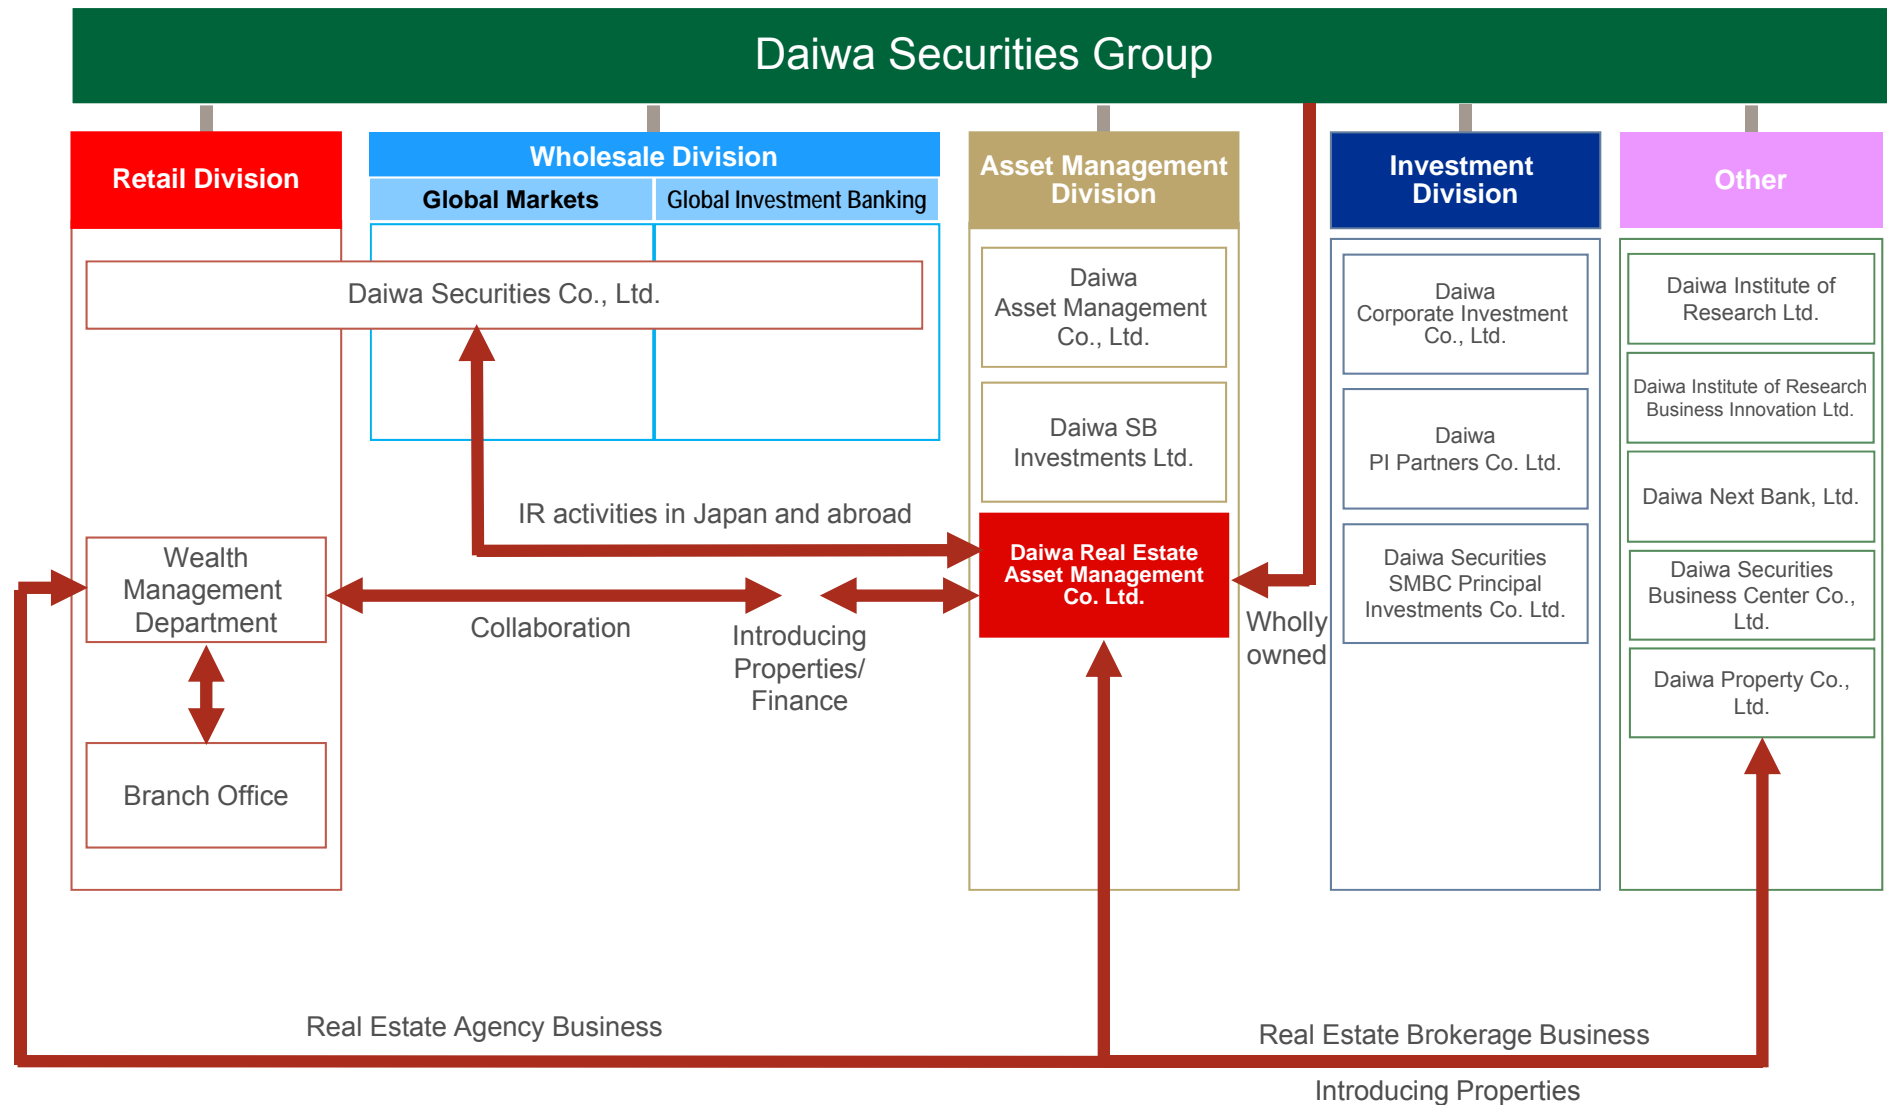 Daiwa Securities Group
Retail Division
Wholesale Division
Global Markets
Global Investment Banking
Asset Management
Division
Investment
Division
Other
Daiwa Securities Co., Ltd.
Wealth
Management
Department
Branch Office
Daiwa
Asset Management
Co., Ltd.
Daiwa SB
Investments Ltd.
Daiwa Real Estate
Asset Management
Co. Ltd.
Daiwa
Corporate Investment
Co., Ltd.
Daiwa
PI Partners Co. Ltd.
Daiwa Securities
SMBC Principal
Investments Co. Ltd.
Daiwa Institute of
Research Ltd.
Daiwa Institute of Research
Business Innovation Ltd.
Daiwa Next Bank, Ltd.
Daiwa Securities
Business Center Co.,
Ltd.
Daiwa Property Co.,
Ltd.
IR activities in Japan and abroad
Collaboration
Introducing
Properties/
Finance
Wholly
owned
Real Estate Agency Business
Real Estate Brokerage Business
Introducing Properties